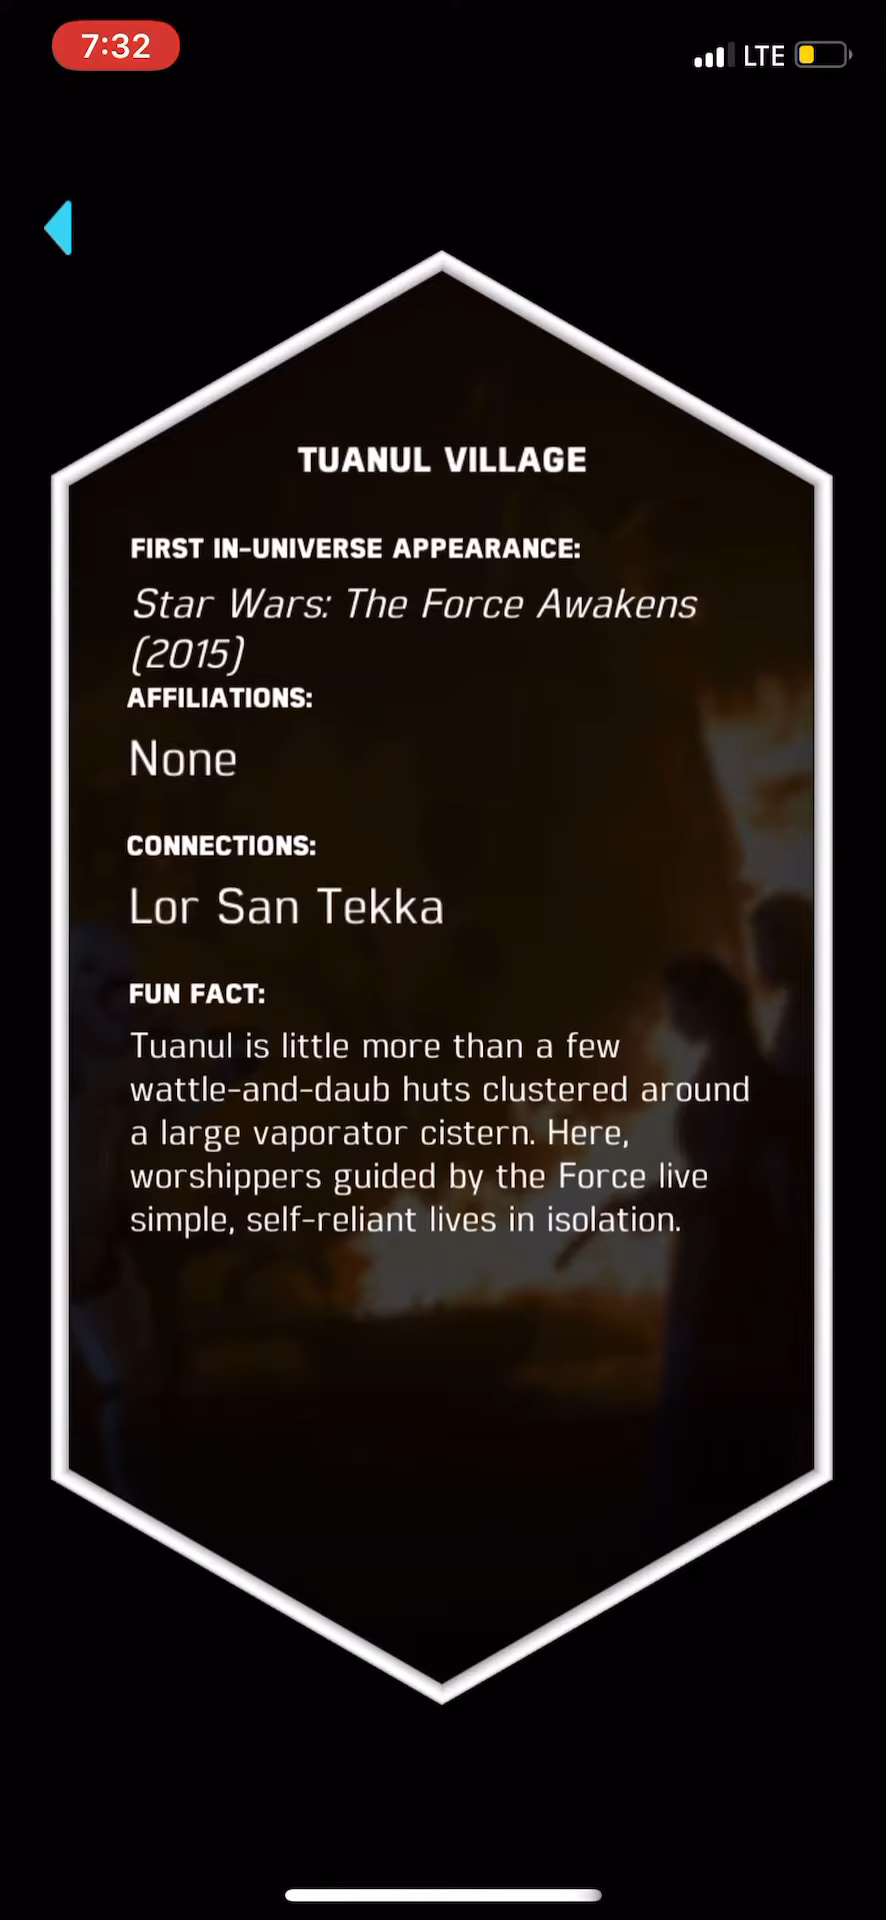 7:32
LTE
TUANUL VILLAGE
FIRST IN-UNIVERSE APPEARANCE:
Star Wars: The Force Awakens
(2015)
AFFILIATIONS:
None
CONNECTIONS:
Lor San Tekka
FUN FACT:
Tuanul is little more than a few
wattle-and-daub huts clustered around
a large vaporator cistern. Here,
worshippers guided by the Force live
simple, self-reliant lives in isolation.